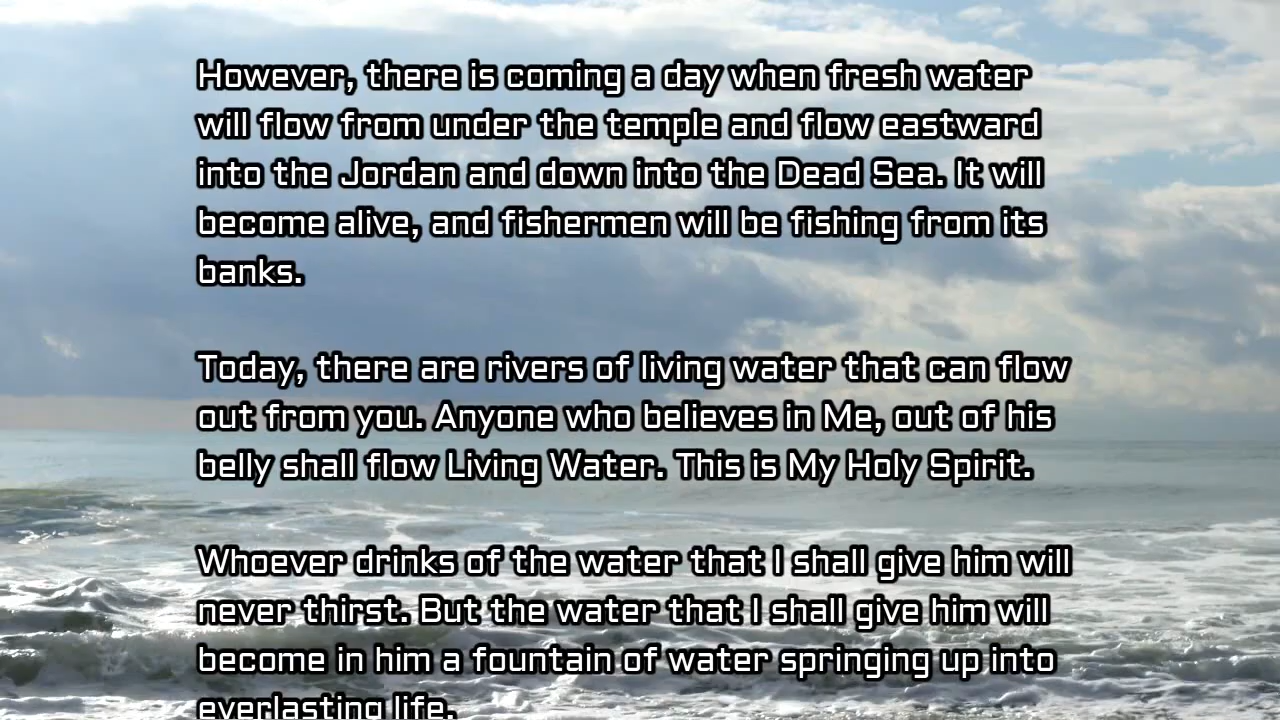 However, there is coming a day when fresh water
will flow from under the temple and flow eastward
into the Jordan and down into the Dead Sea. It will
become alive, and fishermen will be fishing from its
banks.
Today, there are rivers of living water that can flow
out from you. Anyone who believes in Me, out of his
belly shall flow Living Water. This is My Holy Spirit.
Whoever drinks of the water that I shall give him will
never thirst. But the water that I shall give him will
become in him a fountain of water springing up into
everlasting life.